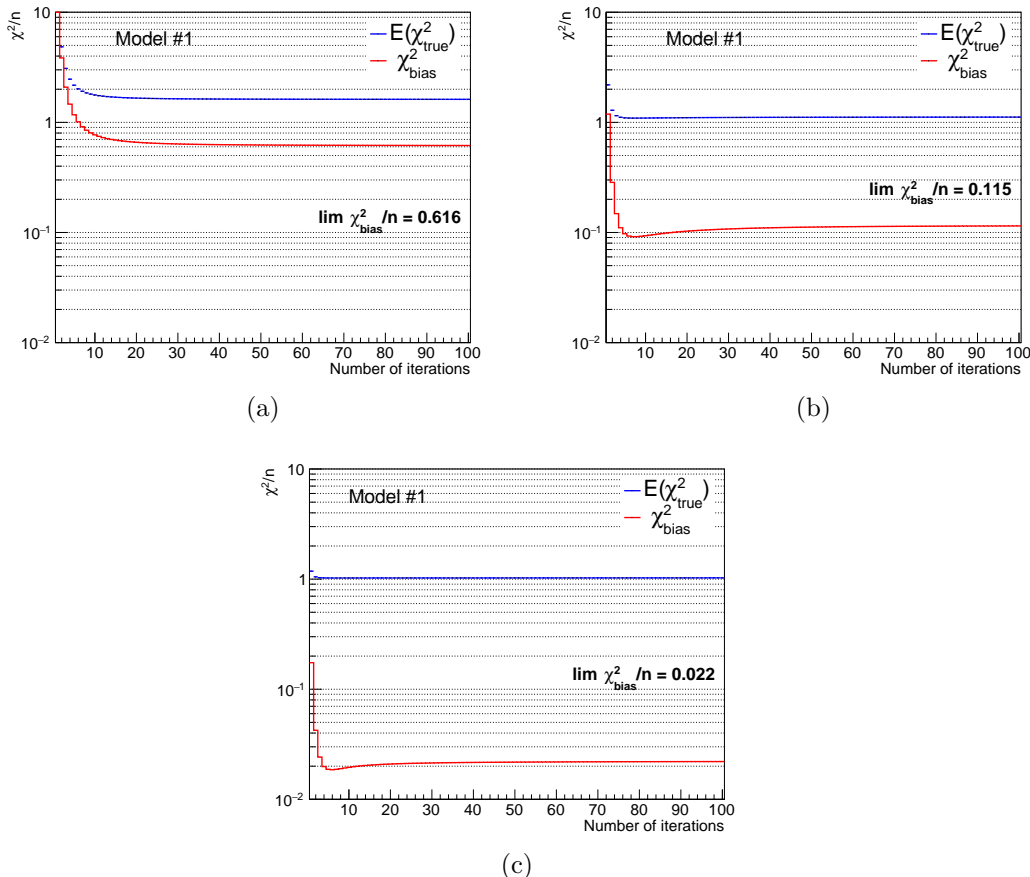 χ²/n
10
1
10⁻¹
10⁻²
Model #1
E(χ²true)
χ²bias
lim χ²bias/n = 0.616
10 20 30 40 50 60 70 80 90 100
Number of iterations
(a)
χ²/n
10
1
10⁻¹
10⁻²
Model #1
E(χ²true)
χ²bias
lim χ²bias/n = 0.115
10 20 30 40 50 60 70 80 90 100
Number of iterations
(b)
χ²/n
10
1
10⁻¹
10⁻²
Model #1
E(χ²true)
χ²bias
lim χ²bias/n = 0.022
10 20 30 40 50 60 70 80 90 100
Number of iterations
(c)